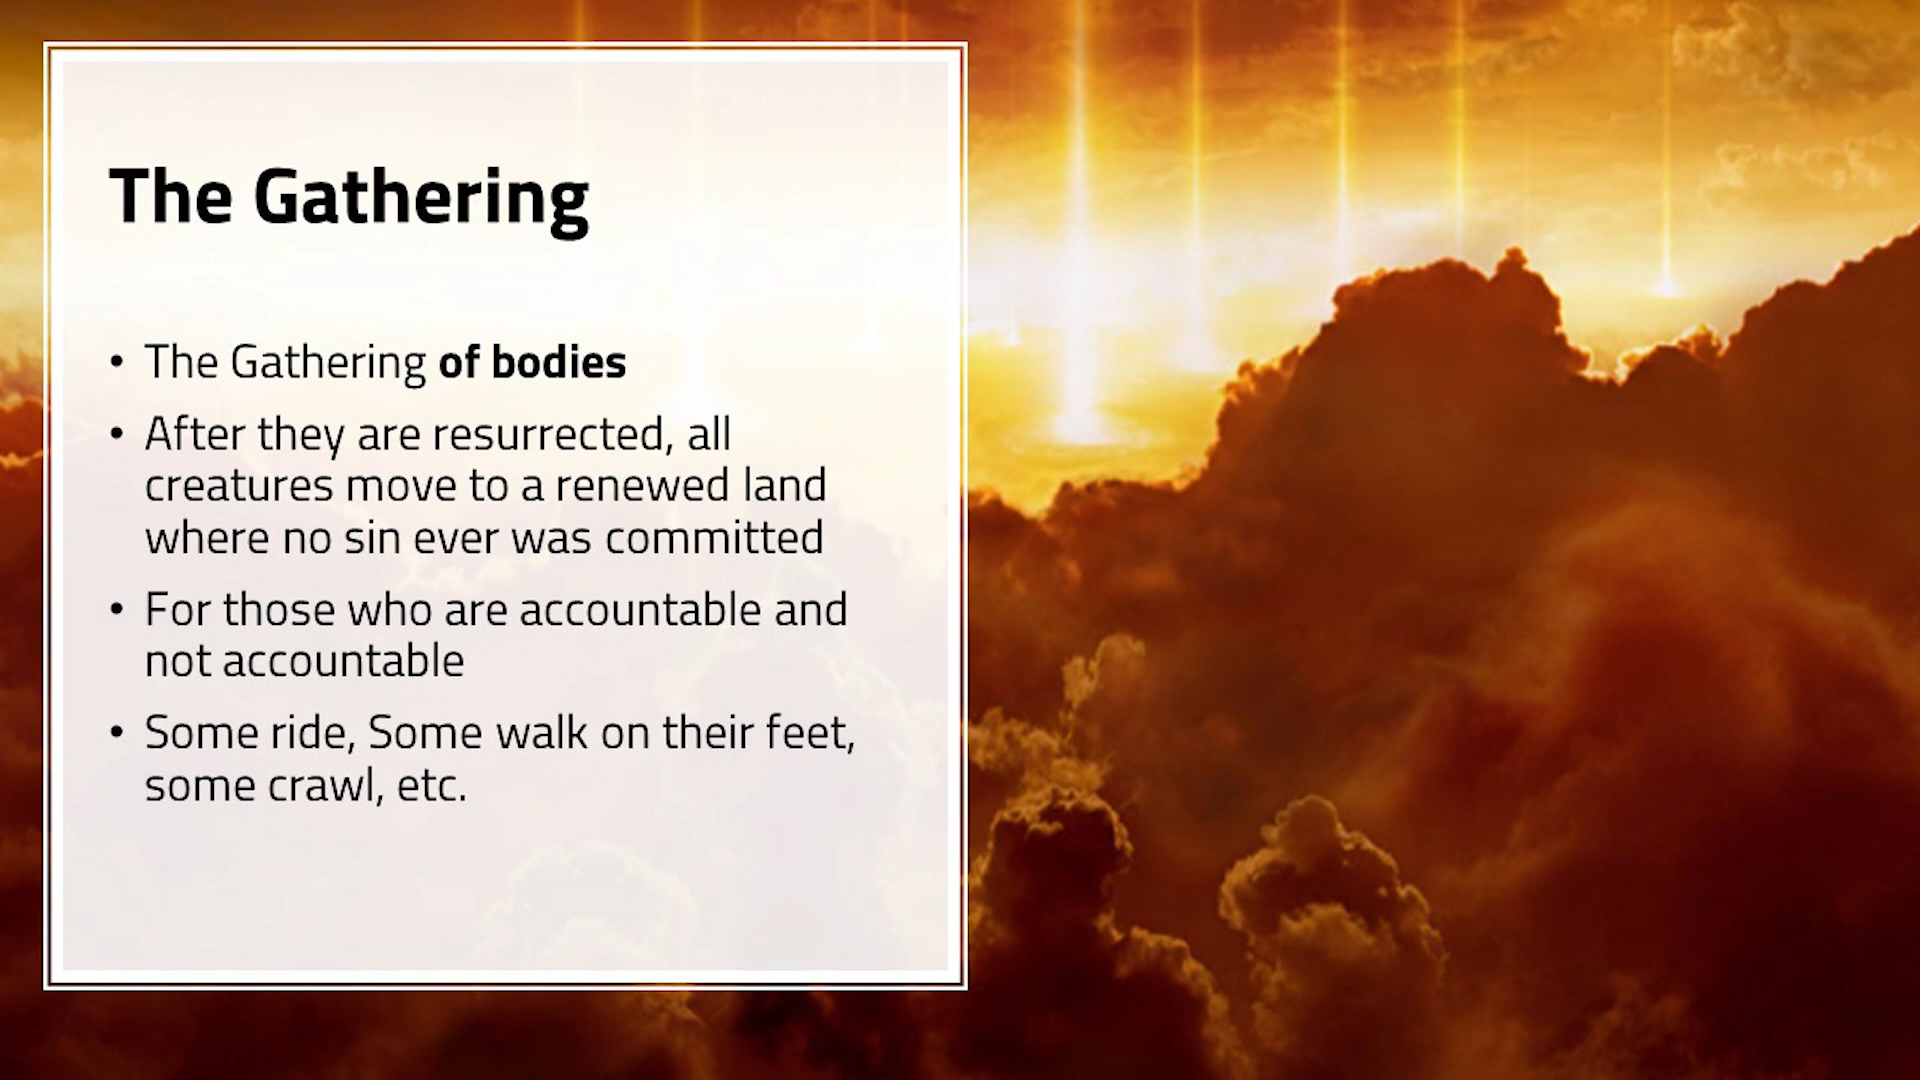 The Gathering
• The Gathering of bodies
• After they are resurrected, all
creatures move to a renewed land
where no sin ever was committed
• For those who are accountable and
not accountable
• Some ride, Some walk on their feet,
some crawl, etc.